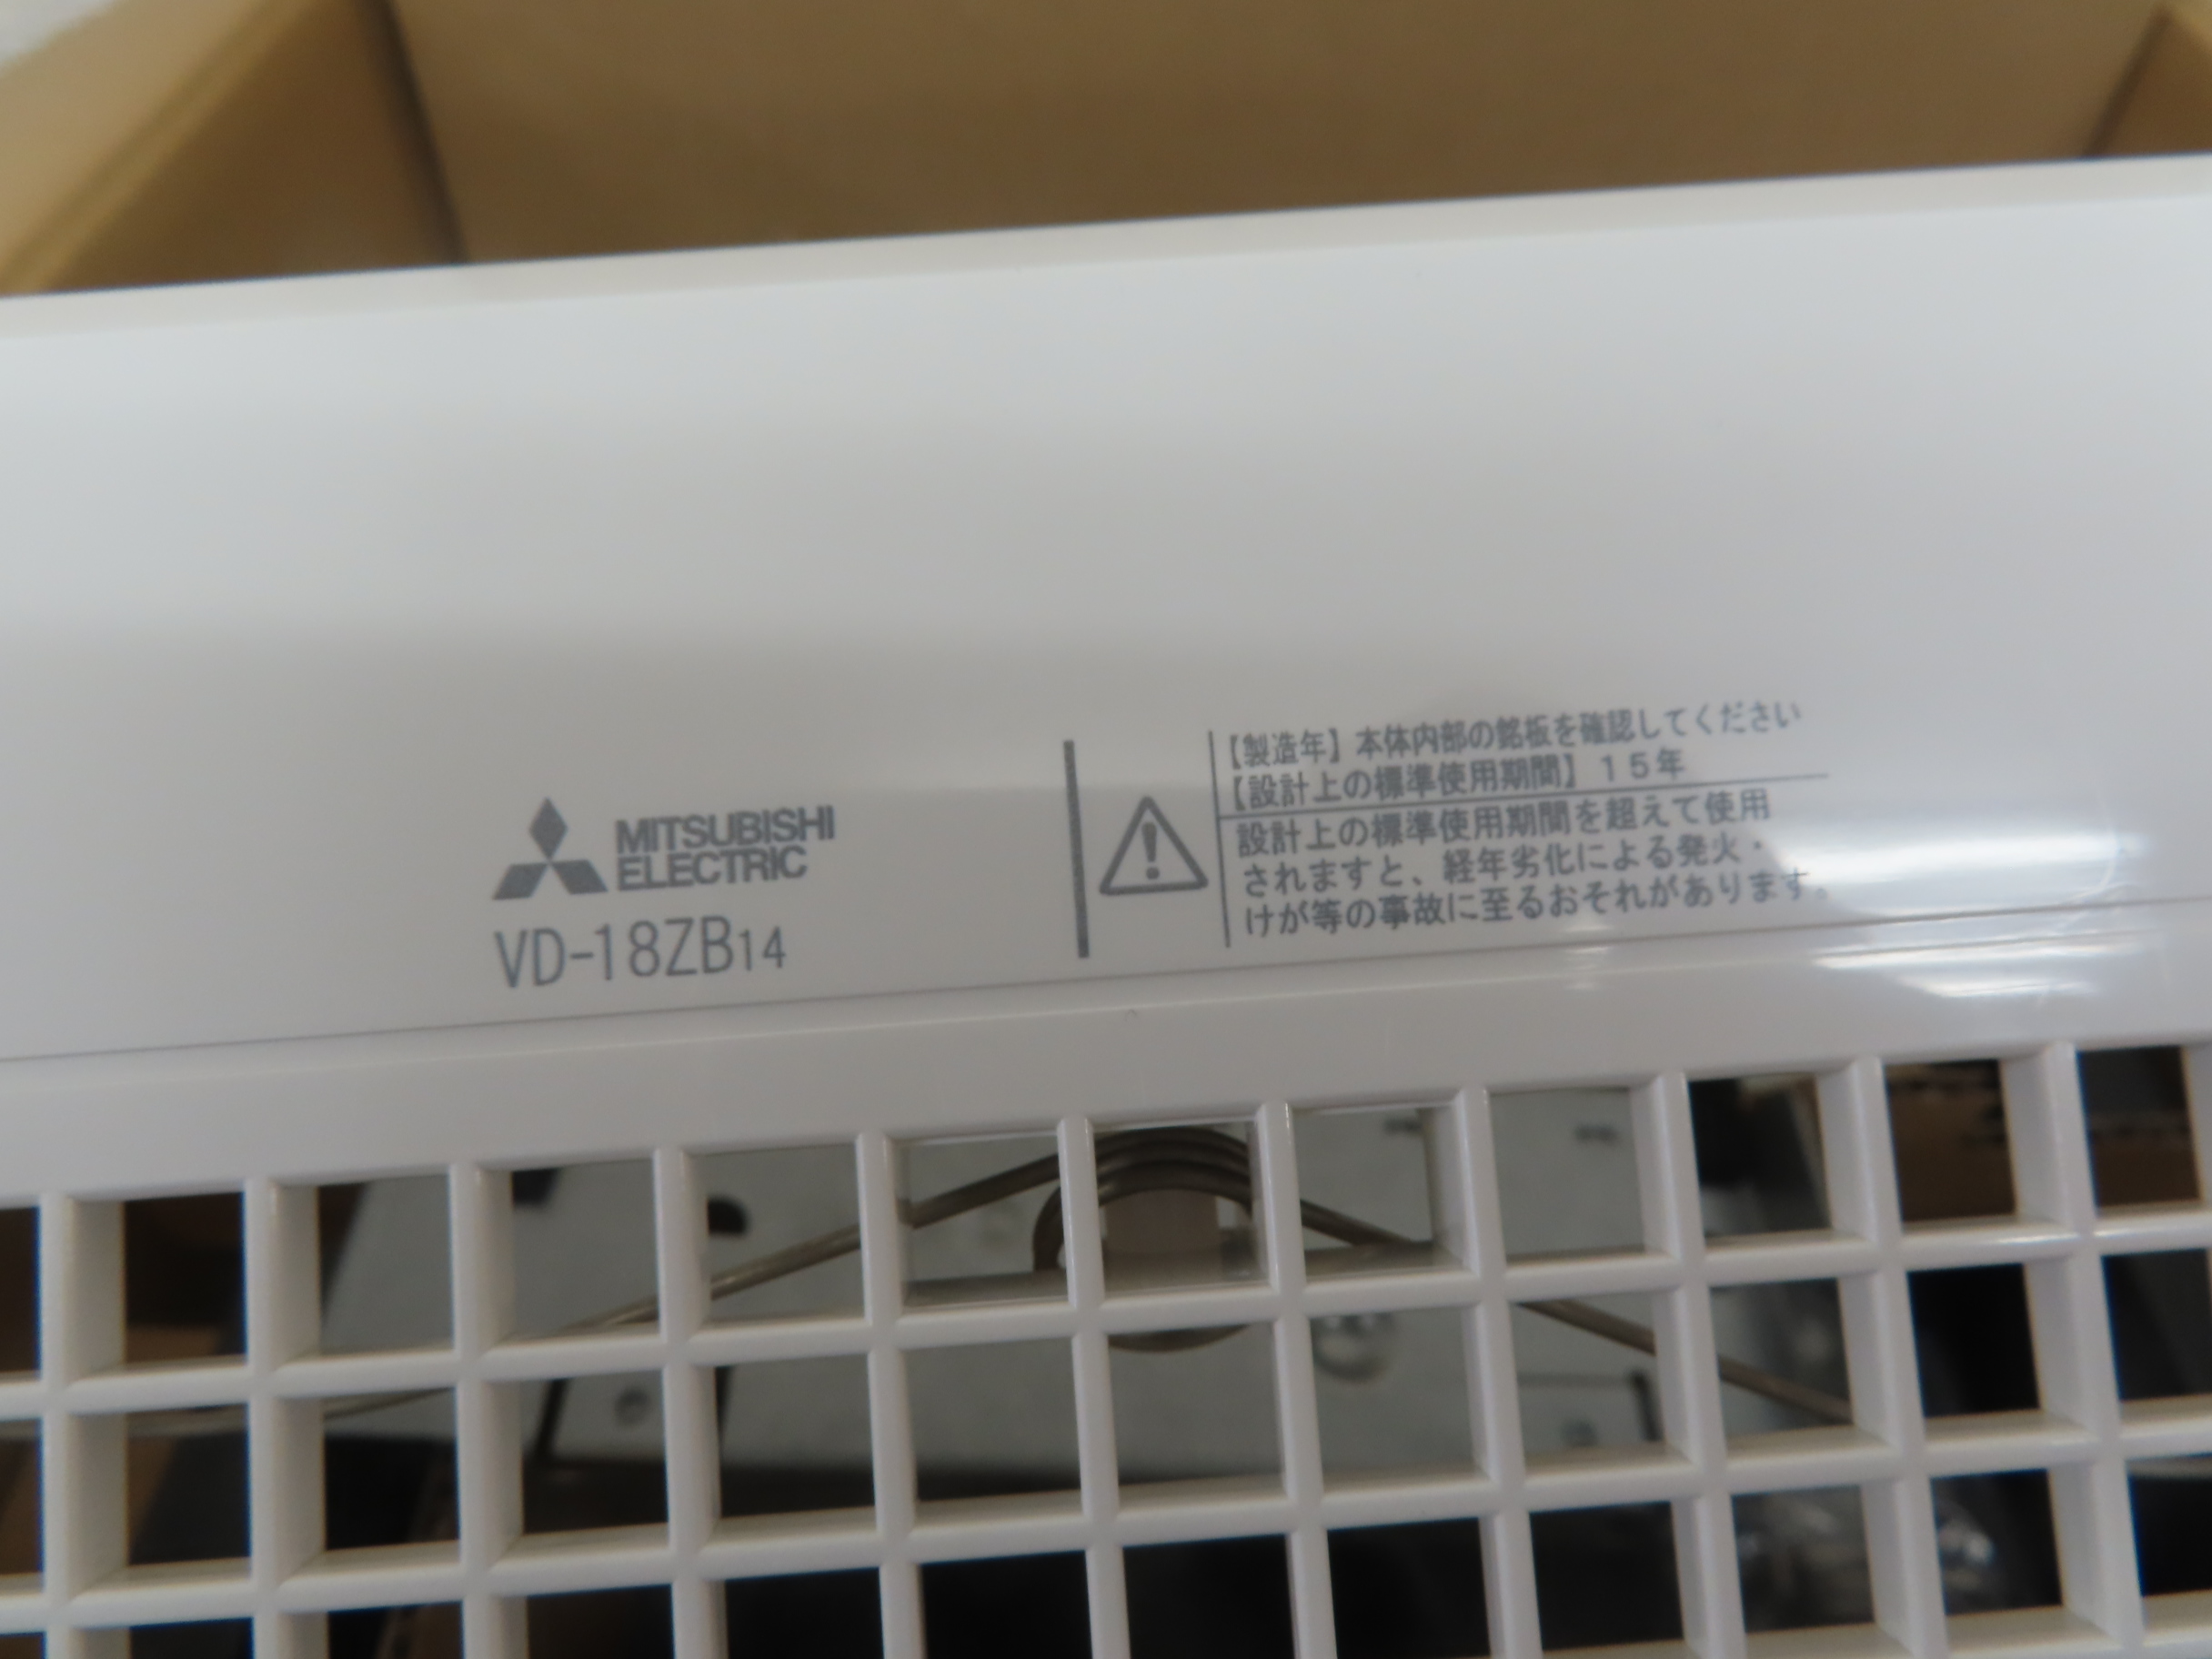 MITSUBISHI
ELECTRIC
VD-18ZB14
【製造年】本体内部の銘板を確認してください
【設計上の標準使用期間】15年
設計上の標準使用期間を超えて使用
されますと、経年劣化による発火・
けが等の事故に至るおそれがあります。